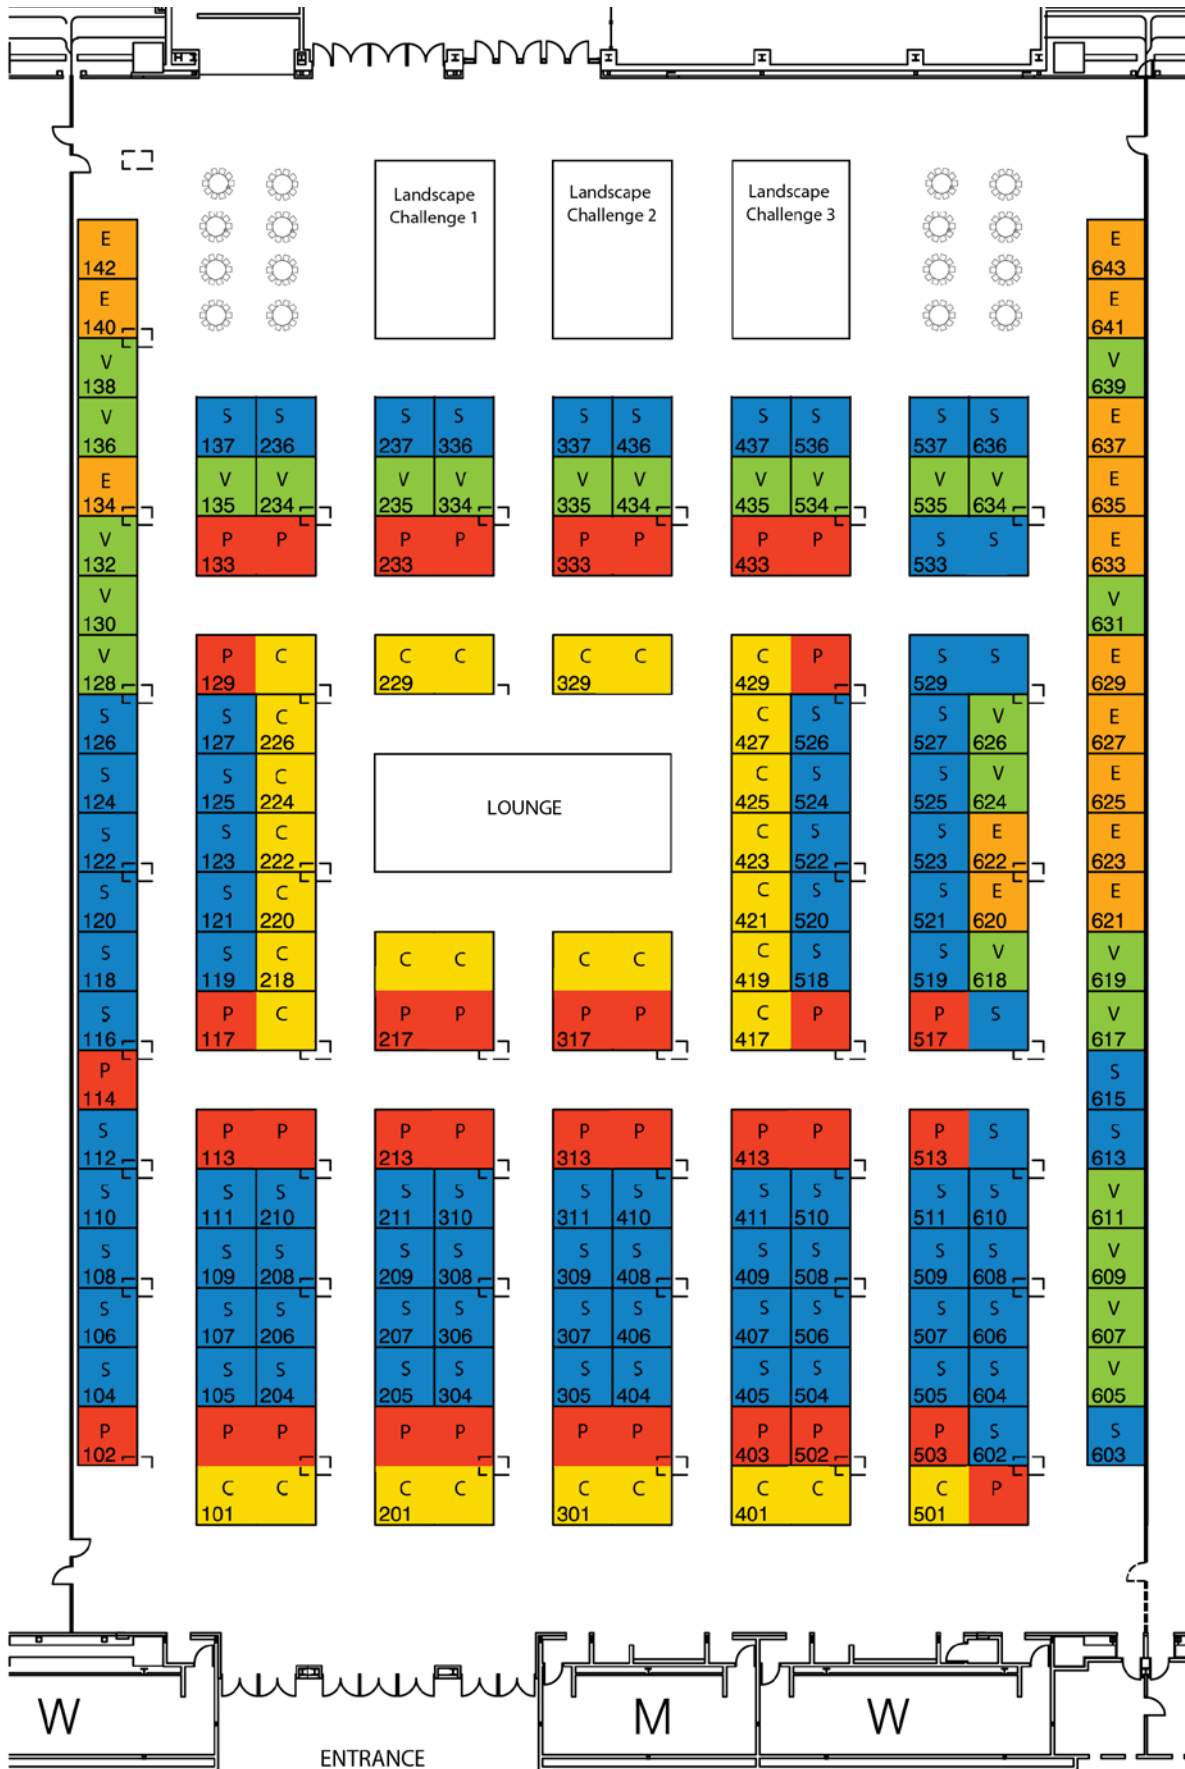 Landscape
Challenge 1
Landscape
Challenge 2
Landscape
Challenge 3
E
142
E
643
E
140
E
641
V
138
V
639
V
136
S S S S S S S S S S
137 236 237 336 337 436 437 536 537 636
E
637
E
134
V V V V V V V V V V
135 234 235 334 335 434 435 534 535 634
E
635
V
132
P P P P P P P P S S
133 233 333 433 533
E
633
V
130
V
631
V
128
P C C C C C C P S S
129 229 329 429 529
E
629
S
126
S C C S S V
127 226 427 526 527 626
E
627
S
124
S C C S S V
125 224 425 524 525 624
E
625
LOUNGE
S
122
S C C S S E
123 222 423 522 523 622
E
623
S
120
S C C S S E
121 220 421 520 521 620
E
621
S
118
S C C C C C C S S V
119 218 419 518 519 618
V
619
S
116
P C P P P P C P P S
117 217 317 417 517
V
617
P
114
S
615
S
112
P P P P P P P P P S
113 213 313 413 513
S
613
S
110
S S S S S S S S S S
111 210 211 310 311 410 411 510 511 610
V
611
S
108
S S S S S S S S S S
109 208 209 308 309 408 409 508 509 608
V
609
S
106
S S S S S S S S S S
107 206 207 306 307 406 407 506 507 606
V
607
S
104
S S S S S S S S S S
105 204 205 304 305 404 405 504 505 604
V
605
P
102
P P P P P P P P P S
403 502 503 602
S
603
C C C C C C C C C P
101 201 301 401 501
W
M
W
ENTRANCE